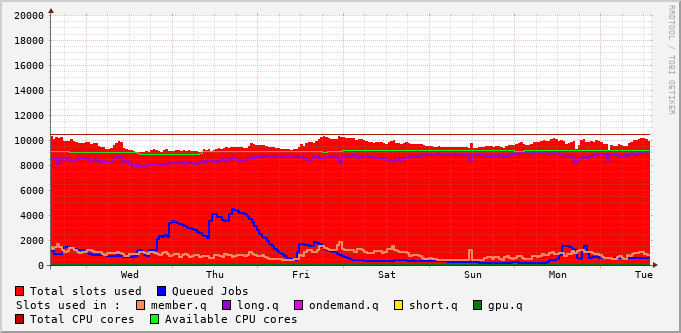 20000
18000
16000
14000
12000
10000
8000
6000
4000
2000
0
Wed Thu Fri Sat Sun Mon Tue
Total slots used Queued Jobs
Slots used in : member.q long.q ondemand.q short.q gpu.q
Total CPU cores Available CPU cores
RRDTOOL / TOBI OETIKER